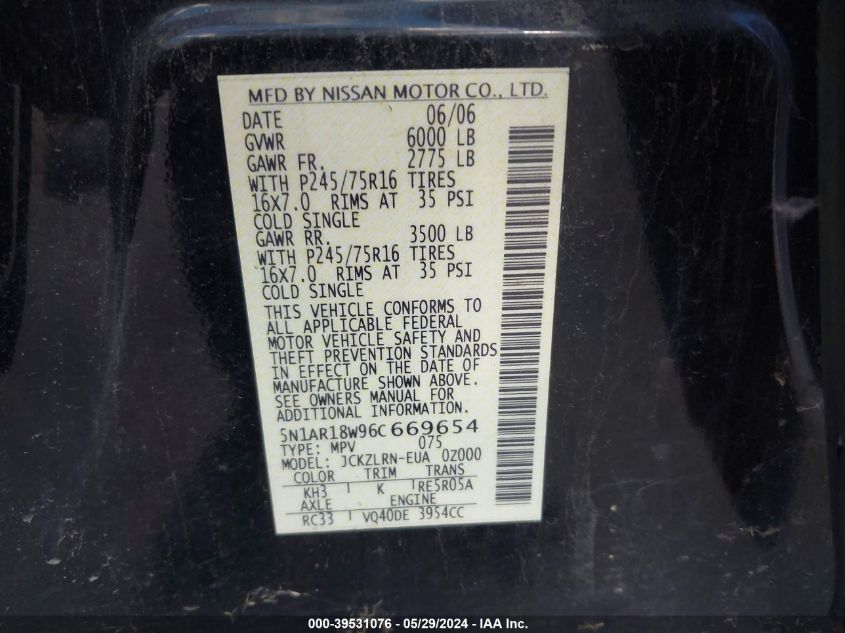 MFD BY NISSAN MOTOR CO., LTD.
DATE 06/06
GVWR 6000 LB
GAWR FR. 2775 LB
WITH P245/75R16 TIRES
16X7.0 RIMS AT 35 PSI
COLD SINGLE
GAWR RR. 3500 LB
WITH P245/75R16 TIRES
16X7.0 RIMS AT 35 PSI
COLD SINGLE
THIS VEHICLE CONFORMS TO
ALL APPLICABLE FEDERAL
MOTOR VEHICLE SAFETY AND
THEFT PREVENTION STANDARDS
IN EFFECT ON THE DATE OF
MANUFACTURE SHOWN ABOVE.
SEE OWNERS MANUAL FOR
ADDITIONAL INFORMATION.
5N1AR18W96C669654
TYPE: MPV 075
MODEL: JCKZLRN-EUA 0Z000
COLOR TRIM TRANS
KH3 K RE5R05A
AXLE ENGINE
RC33 VQ40DE 3954CC
000-39531076 - 05/29/2024 - IAA Inc.